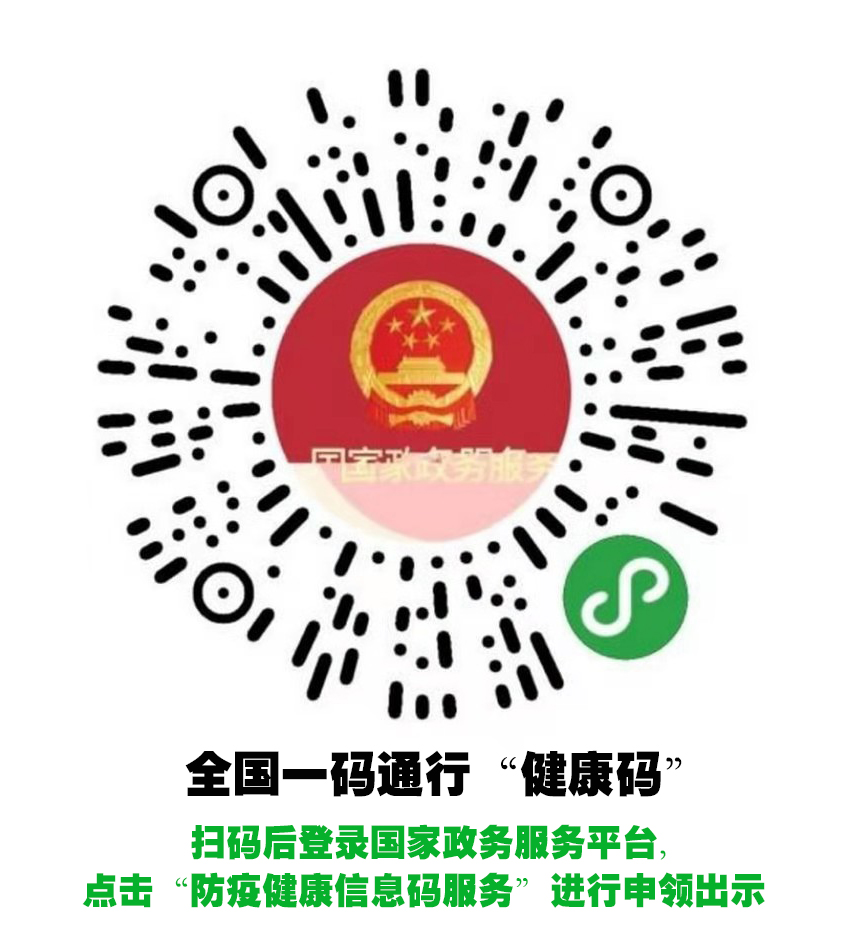 国家政务服务
全国一码通行“健康码”
扫码后登录国家政务服务平台,
点击“防疫健康信息码服务”进行申领出示